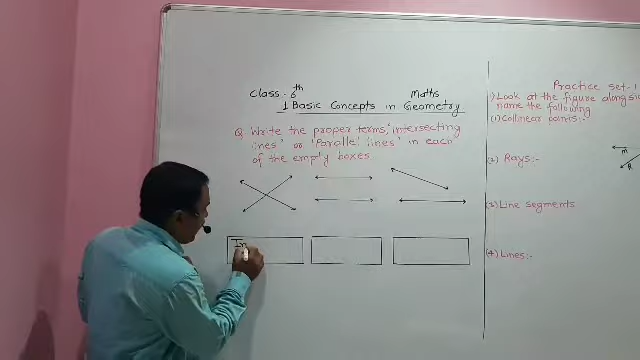 Class - 6th Maths
1 Basic Concepts in Geometry
Q. Write the proper terms, 'intersecting
lines' or 'Parallel lines' in each
of the empty boxes
In
Practice set - 1
1) Look at the figure along
name the following
(1) Collinear points:-
(2) Rays:-
m
R
(3) Line segments
(4) Lines:-